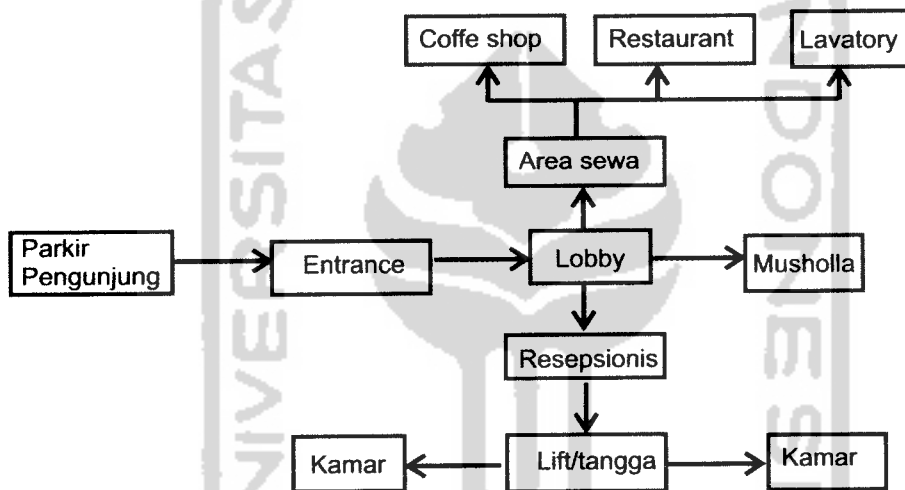 Coffe shop
Restaurant
Lavatory
Area sewa
Parkir
Pengunjung
Entrance
Lobby
Musholla
Resepsionis
Kamar
Lift/tangga
Kamar